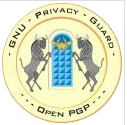 - GNU - Privacy - Guard -
--- Open PGP ---